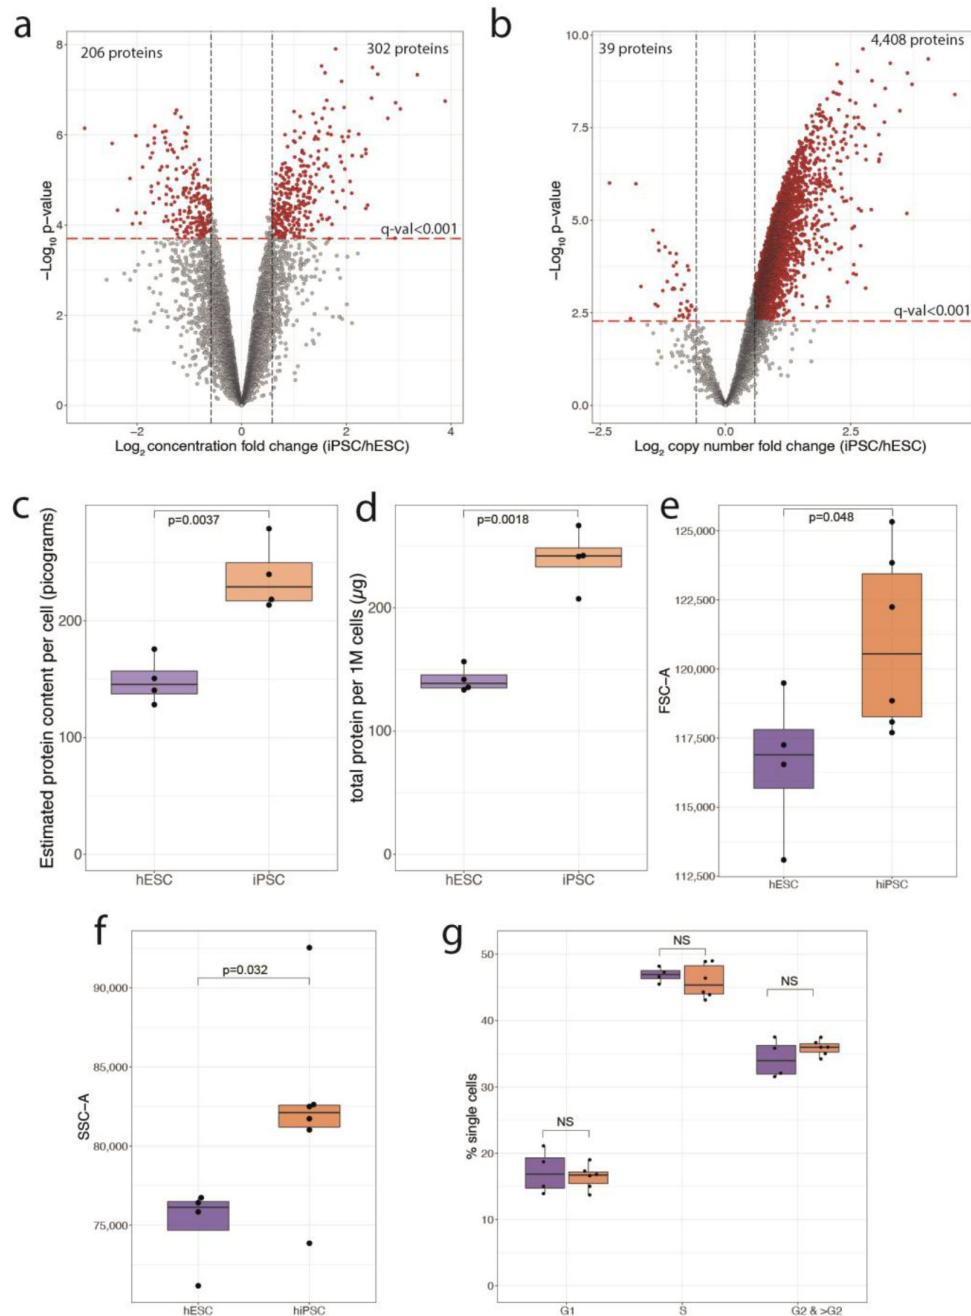 a
206 proteins
302 proteins
q-val<0.001
8
6
4
2
0
−2
0
2
4
−Log₁₀ p−value
Log₂ concentration fold change (iPSC/hESC)
b
39 proteins
4,408 proteins
q-val<0.001
10.0
7.5
5.0
2.5
0.0
−2.5
0.0
2.5
−Log₁₀ p−value
Log₂ copy number fold change (iPSC/hESC)
c
p=0.0037
200
100
0
Estimated protein content per cell (picograms)
hESC
iPSC
d
p=0.0018
200
100
0
total protein per 1M cells (µg)
hESC
iPSC
e
p=0.048
125,000
122,500
120,000
117,500
115,000
112,500
FSC−A
hESC
hiPSC
f
p=0.032
90,000
85,000
80,000
75,000
SSC−A
hESC
hiPSC
g
NS
NS
NS
50
40
30
20
10
0
% single cells
G1
S
G2 & >G2